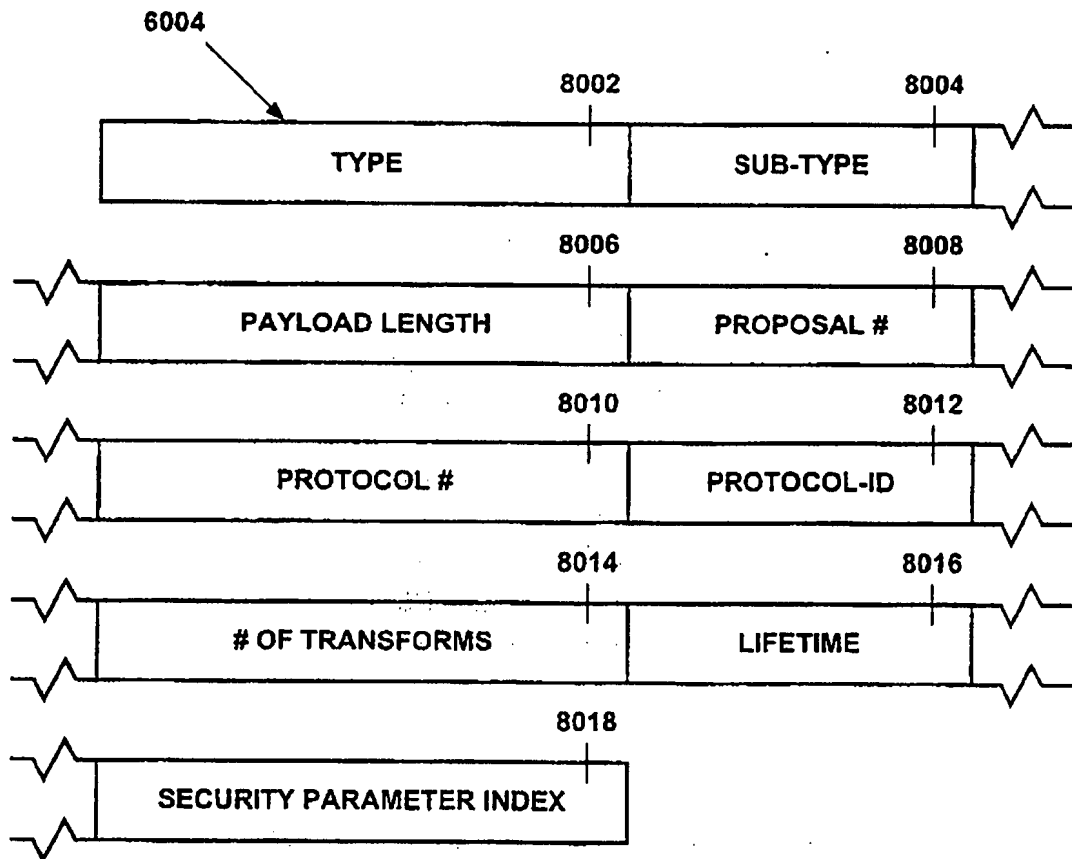 6004
8002 8004
TYPE SUB-TYPE
8006 8008
PAYLOAD LENGTH PROPOSAL #
8010 8012
PROTOCOL # PROTOCOL-ID
8014 8016
# OF TRANSFORMS LIFETIME
8018
SECURITY PARAMETER INDEX